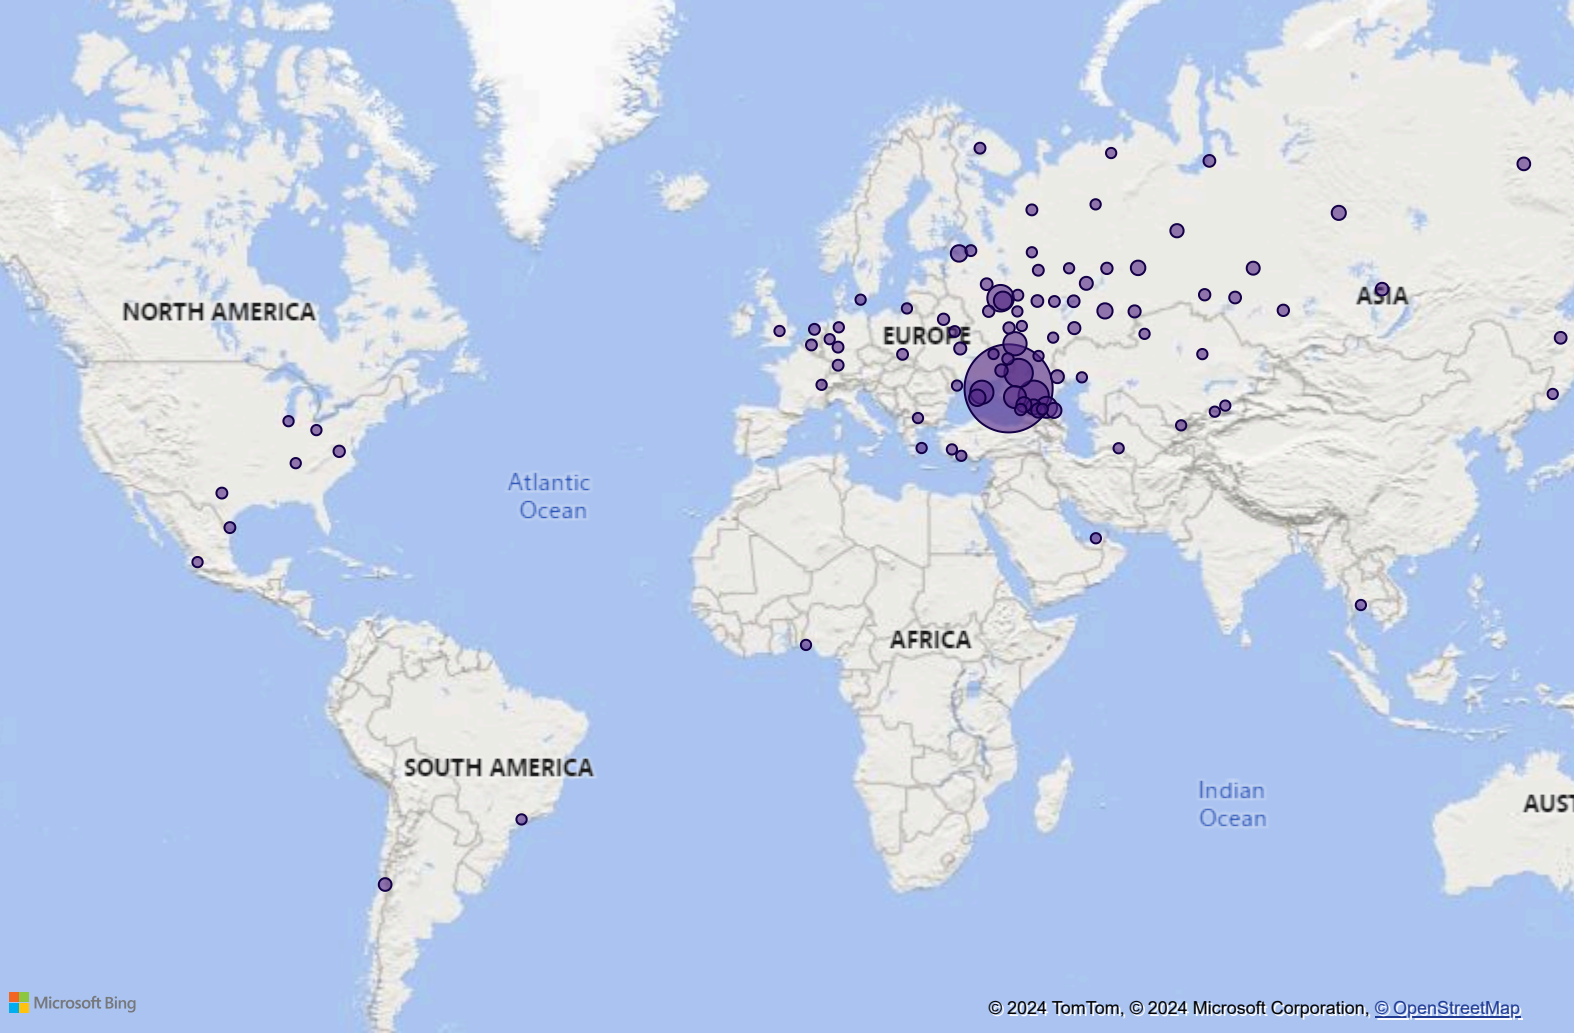 NORTH AMERICA
EUROPE
ASIA
Atlantic
Ocean
AFRICA
SOUTH AMERICA
Indian
Ocean
AUST
Microsoft Bing
© 2024 TomTom, © 2024 Microsoft Corporation, © OpenStreetMap